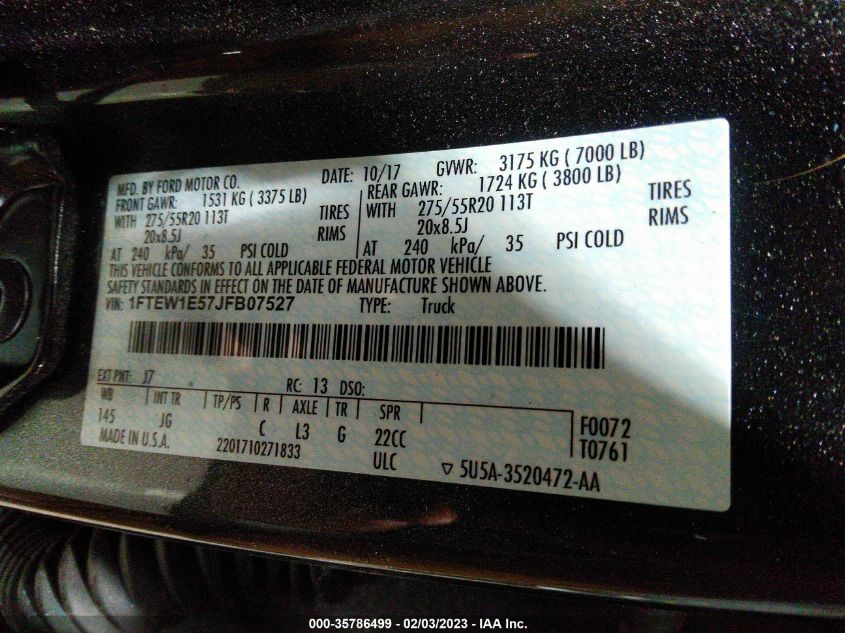 MFD. BY FORD MOTOR CO. DATE: 10/17 GVWR: 3175 KG ( 7000 LB)
FRONT GAWR: 1531 KG ( 3375 LB) REAR GAWR: 1724 KG ( 3800 LB)
WITH 275/55R20 113T TIRES WITH 275/55R20 113T TIRES
20x8.5J RIMS 20x8.5J RIMS
AT 240 kPa/ 35 PSI COLD AT 240 kPa/ 35 PSI COLD
THIS VEHICLE CONFORMS TO ALL APPLICABLE FEDERAL MOTOR VEHICLE
SAFETY STANDARDS IN EFFECT ON THE DATE OF MANUFACTURE SHOWN ABOVE.
VIN: 1FTEW1E57JFB07527 TYPE: Truck
EXT PNT: J7 RC: 13 DSO:
WB INT TR TP/PS R AXLE TR SPR F0072
145 JG C L3 G 22CC T0761
MADE IN U.S.A. 2201710271833 ULC ▽ 5U5A-3520472-AA
000-35786499 - 02/03/2023 - IAA Inc.